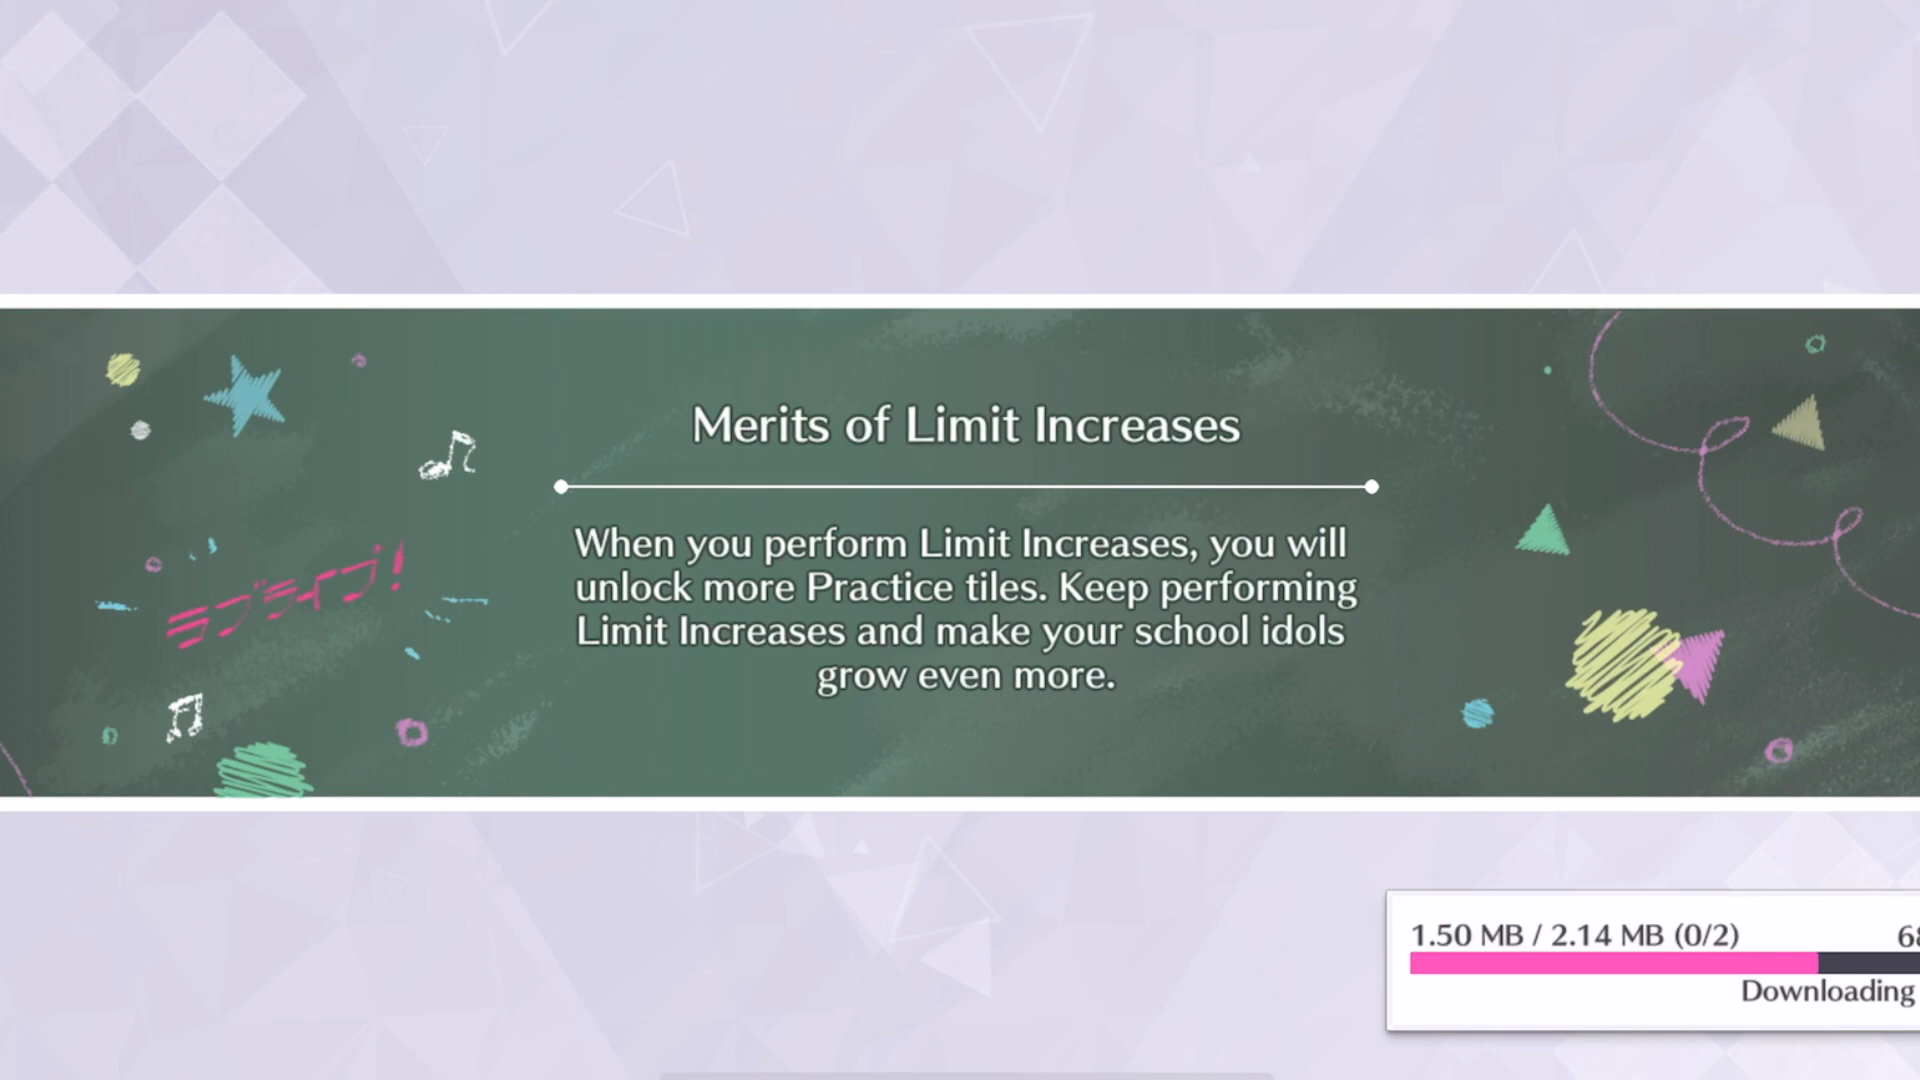 Merits of Limit Increases
When you perform Limit Increases, you will
unlock more Practice tiles. Keep performing
Limit Increases and make your school idols
grow even more.
ラブライブ!
1.50 MB / 2.14 MB (0/2)
Downloading